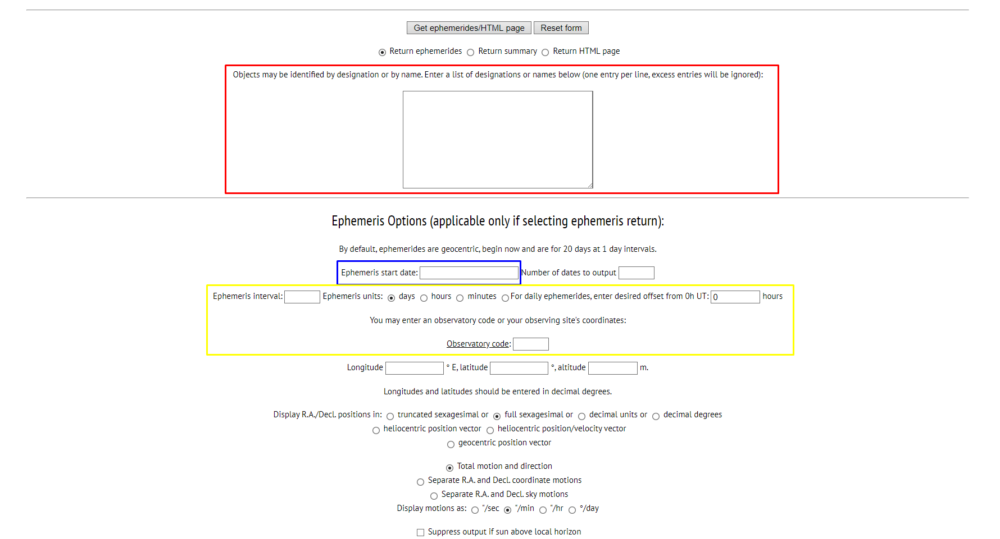 Get ephemerides/HTML page Reset form
Return ephemerides Return summary Return HTML page
Objects may be identified by designation or by name. Enter a list of designations or names below (one entry per line, excess entries will be ignored):
Ephemeris Options (applicable only if selecting ephemeris return):
By default, ephemerides are geocentric, begin now and are for 20 days at 1 day intervals.
Ephemeris start date: Number of dates to output
Ephemeris interval: Ephemeris units: days hours minutes For daily ephemerides, enter desired offset from 0h UT: 0 hours
You may enter an observatory code or your observing site's coordinates:
Observatory code:
Longitude ° E, latitude °, altitude m.
Longitudes and latitudes should be entered in decimal degrees.
Display R.A./Decl. positions in: truncated sexagesimal or full sexagesimal or decimal units or decimal degrees
heliocentric position vector heliocentric position/velocity vector
geocentric position vector
Total motion and direction
Separate R.A. and Decl. coordinate motions
Separate R.A. and Decl. sky motions
Display motions as: "/sec "/min "/hr °/day
Suppress output if sun above local horizon